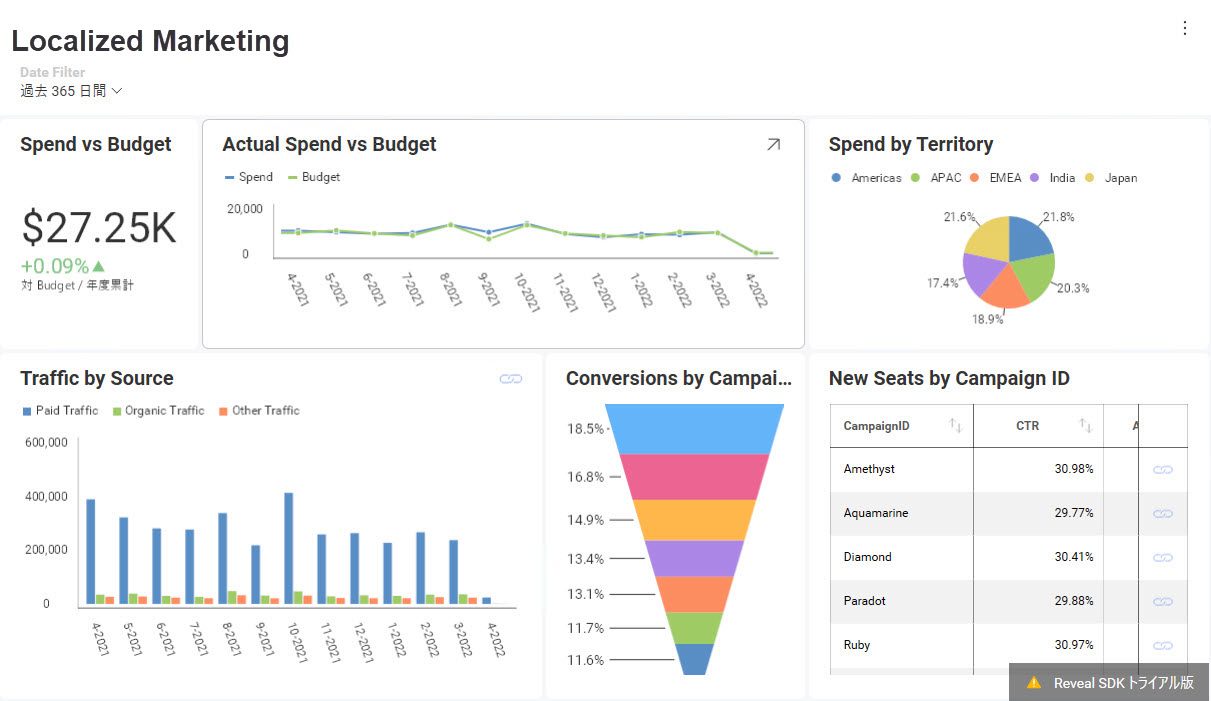 Localized Marketing
Date Filter
過去 365 日間
Spend vs Budget
$27.25K
+0.09%
対 Budget / 年度累計
Actual Spend vs Budget
Spend Budget
20,000
0
4-2021 5-2021 6-2021 7-2021 8-2021 9-2021 10-2021 11-2021 12-2021 1-2022 2-2022 3-2022 4-2022
Spend by Territory
Americas APAC EMEA India Japan
21.6% 21.8%
17.4% 20.3%
18.9%
Traffic by Source
Paid Traffic Organic Traffic Other Traffic
600,000
400,000
200,000
0
4-2021 5-2021 6-2021 7-2021 8-2021 9-2021 10-2021 11-2021 12-2021 1-2022 2-2022 3-2022 4-2022
Conversions by Campai...
18.5%
16.8%
14.9%
13.4%
13.1%
11.7%
11.6%
New Seats by Campaign ID
CampaignID CTR A
Amethyst 30.98%
Aquamarine 29.77%
Diamond 30.41%
Paradot 29.88%
Ruby 30.97%
Reveal SDK トライアル版